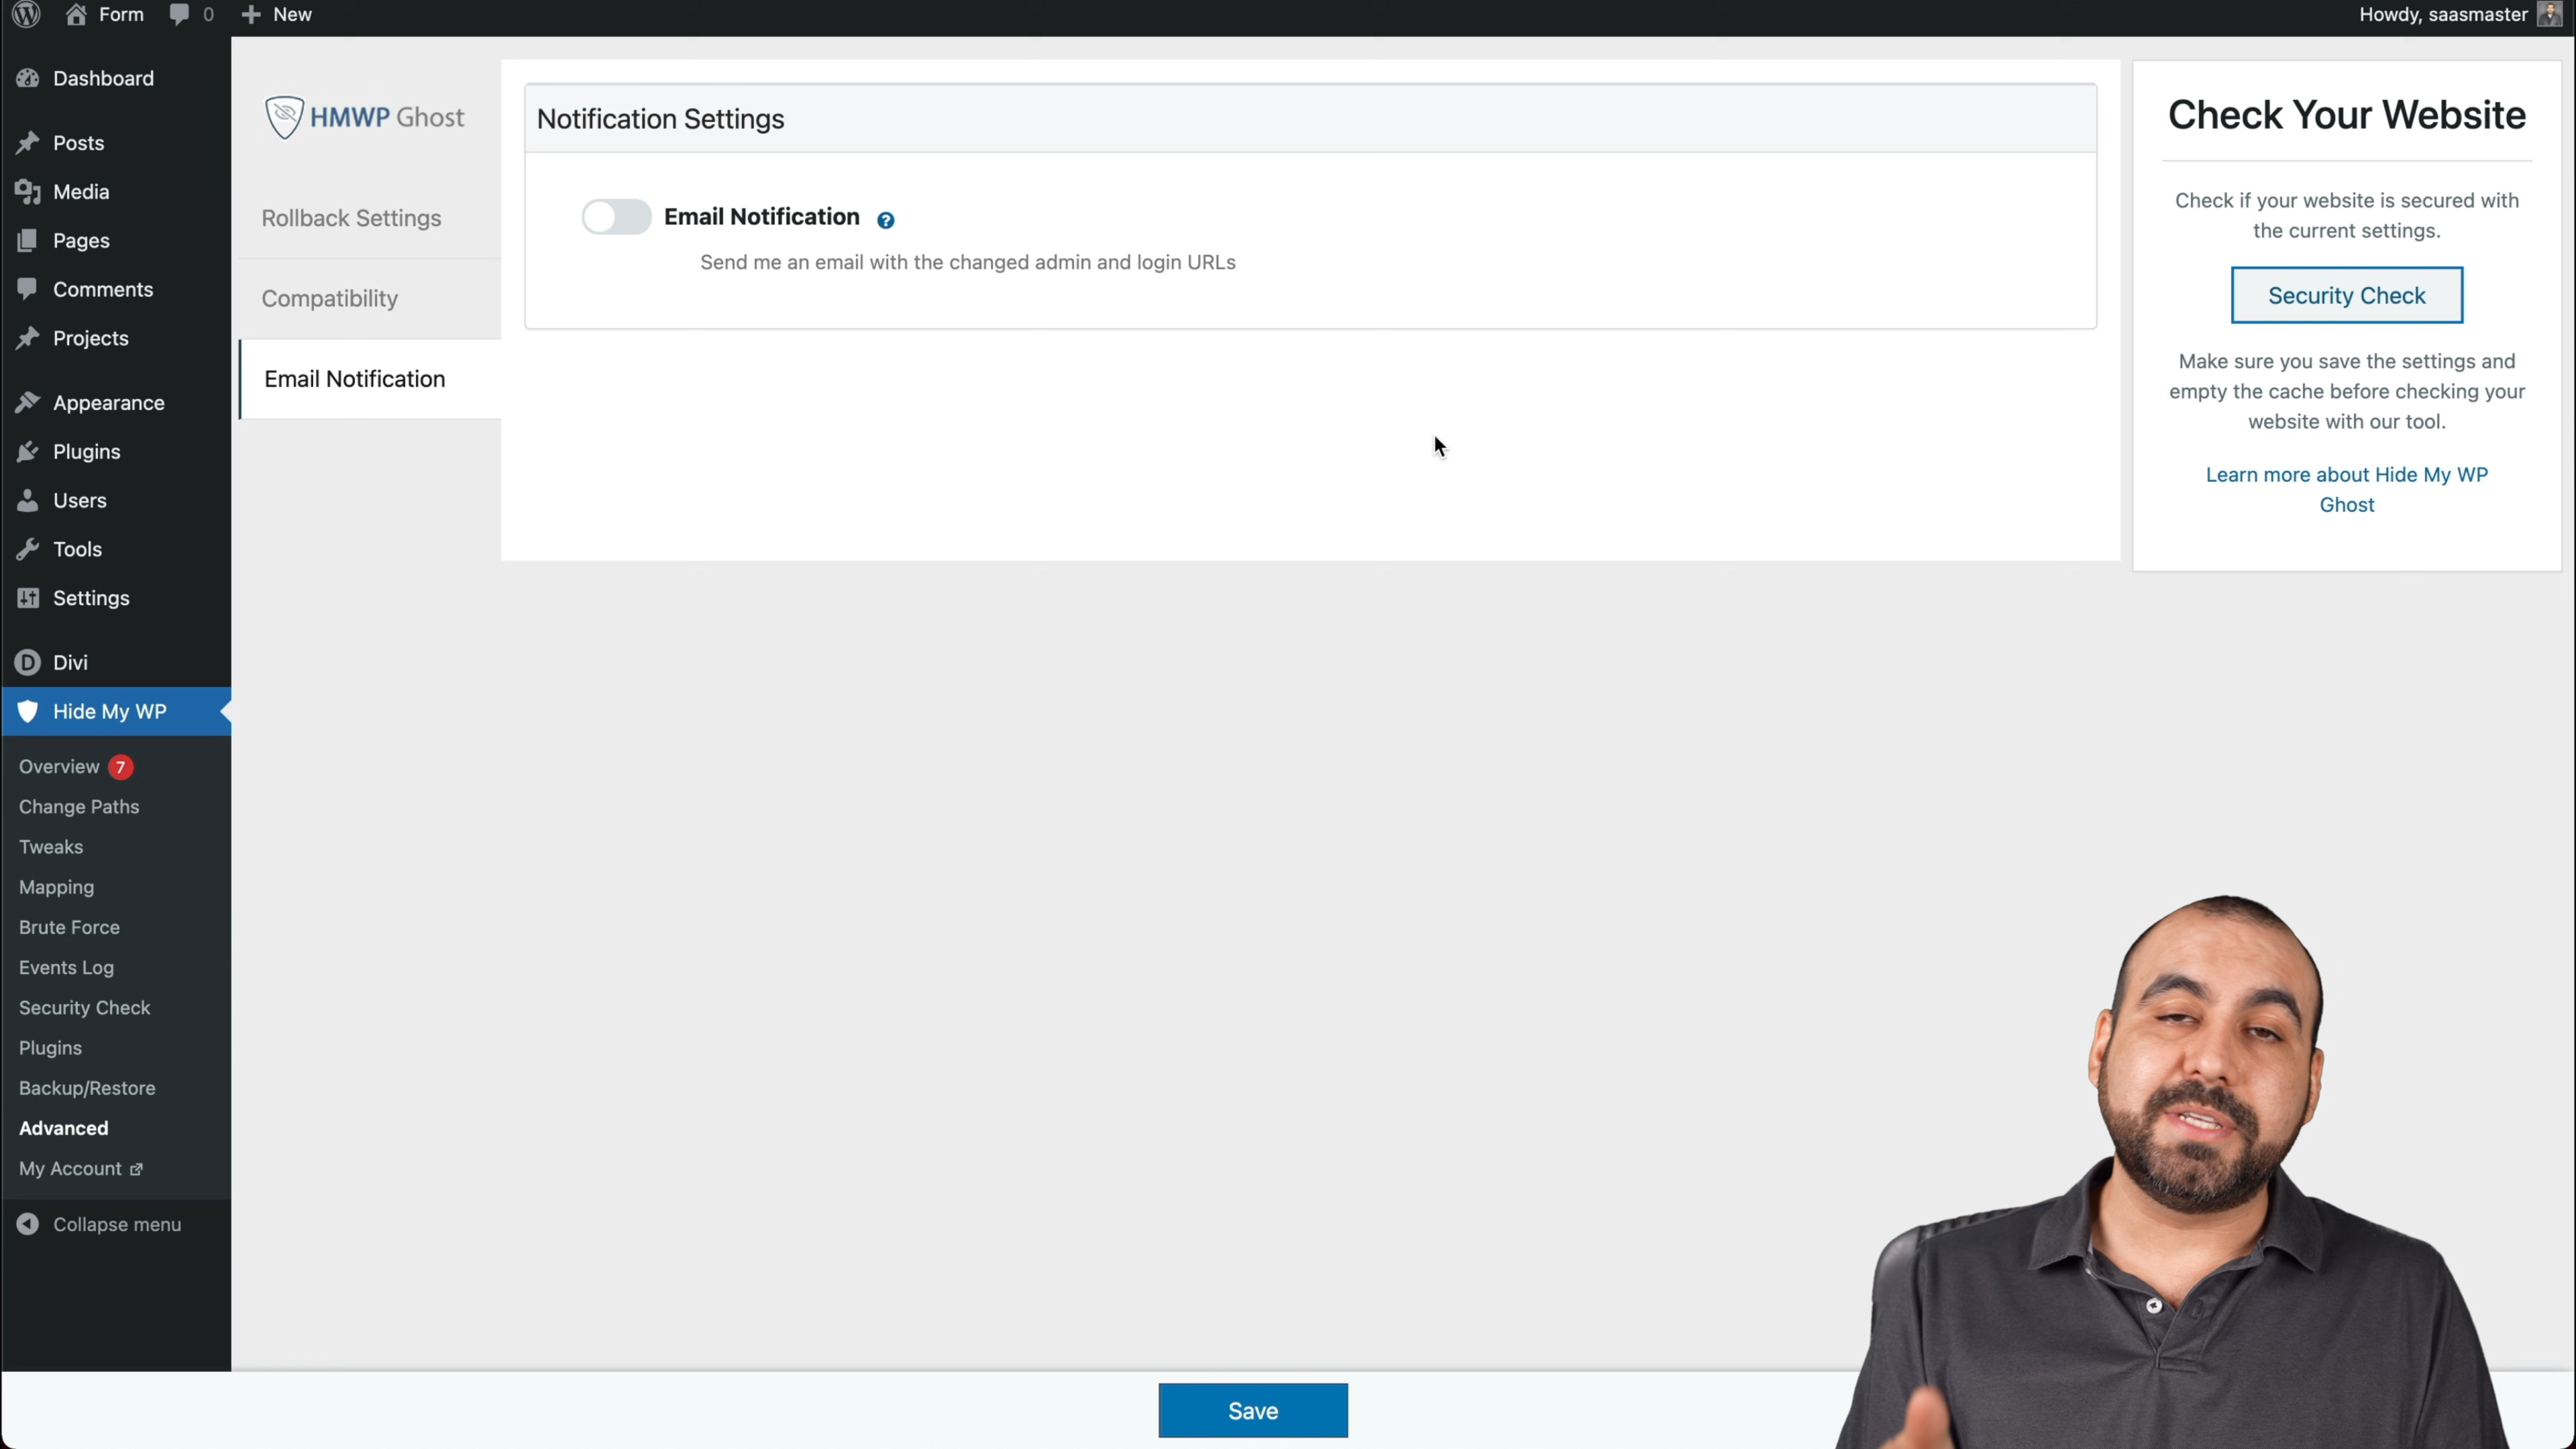 Form
0
New
Howdy, saasmaster
Dashboard
Posts
Media
Pages
Comments
Projects
Appearance
Plugins
Users
Tools
Settings
Divi
Hide My WP
Overview 7
Change Paths
Tweaks
Mapping
Brute Force
Events Log
Security Check
Plugins
Backup/Restore
Advanced
My Account
Collapse menu
HMWP Ghost
Rollback Settings
Compatibility
Email Notification
Notification Settings
Email Notification ?
Send me an email with the changed admin and login URLs
Check Your Website
Check if your website is secured with
the current settings.
Security Check
Make sure you save the settings and
empty the cache before checking your
website with our tool.
Learn more about Hide My WP
Ghost
Save